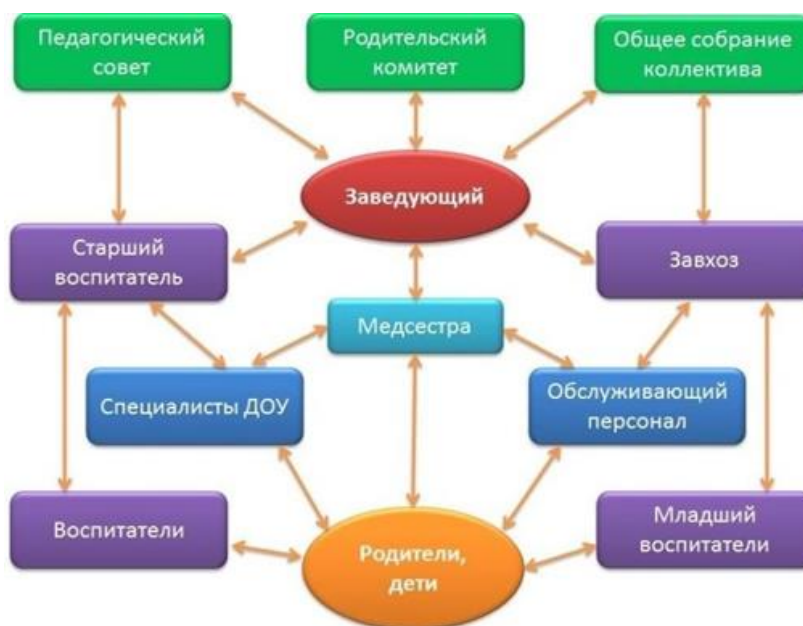 Педагогический
совет
Родительский
комитет
Общее собрание
коллектива
Заведующий
Старший
воспитатель
Завхоз
Медсестра
Специалисты ДОУ
Обслуживающий
персонал
Воспитатели
Родители,
дети
Младший
воспитатели